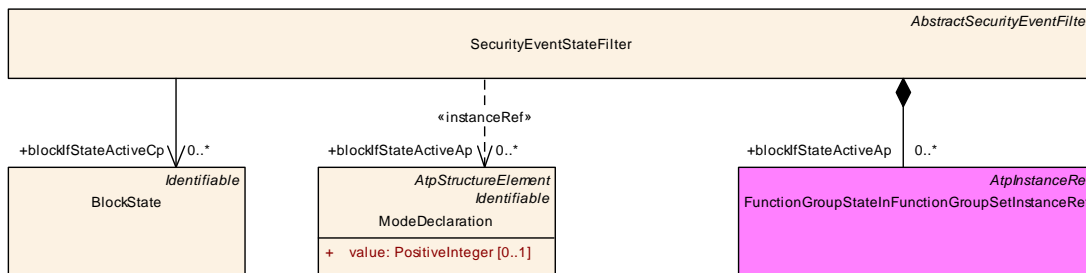 AbstractSecurityEventFilte
SecurityEventStateFilter
«instanceRef»
+blockIfStateActiveCp 0..*
+blockIfStateActiveAp 0..*
+blockIfStateActiveAp 0..*
Identifiable
BlockState
AtpStructureElement
Identifiable
ModeDeclaration
+ value: PositiveInteger [0..1]
AtpInstanceRe
FunctionGroupStateInFunctionGroupSetInstanceRef